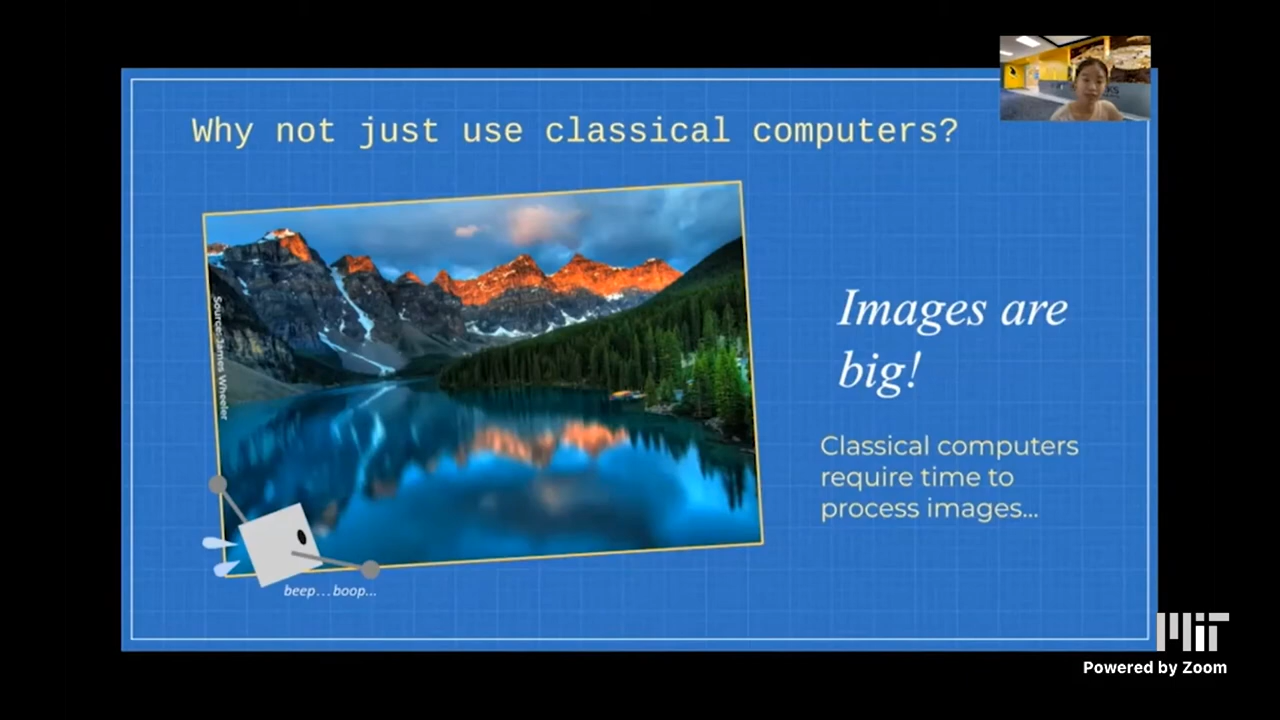 Why not just use classical computers?
Source: James Wheeler
Images are
big!
Classical computers
require time to
process images...
beep...boop...
MIT
Powered by Zoom